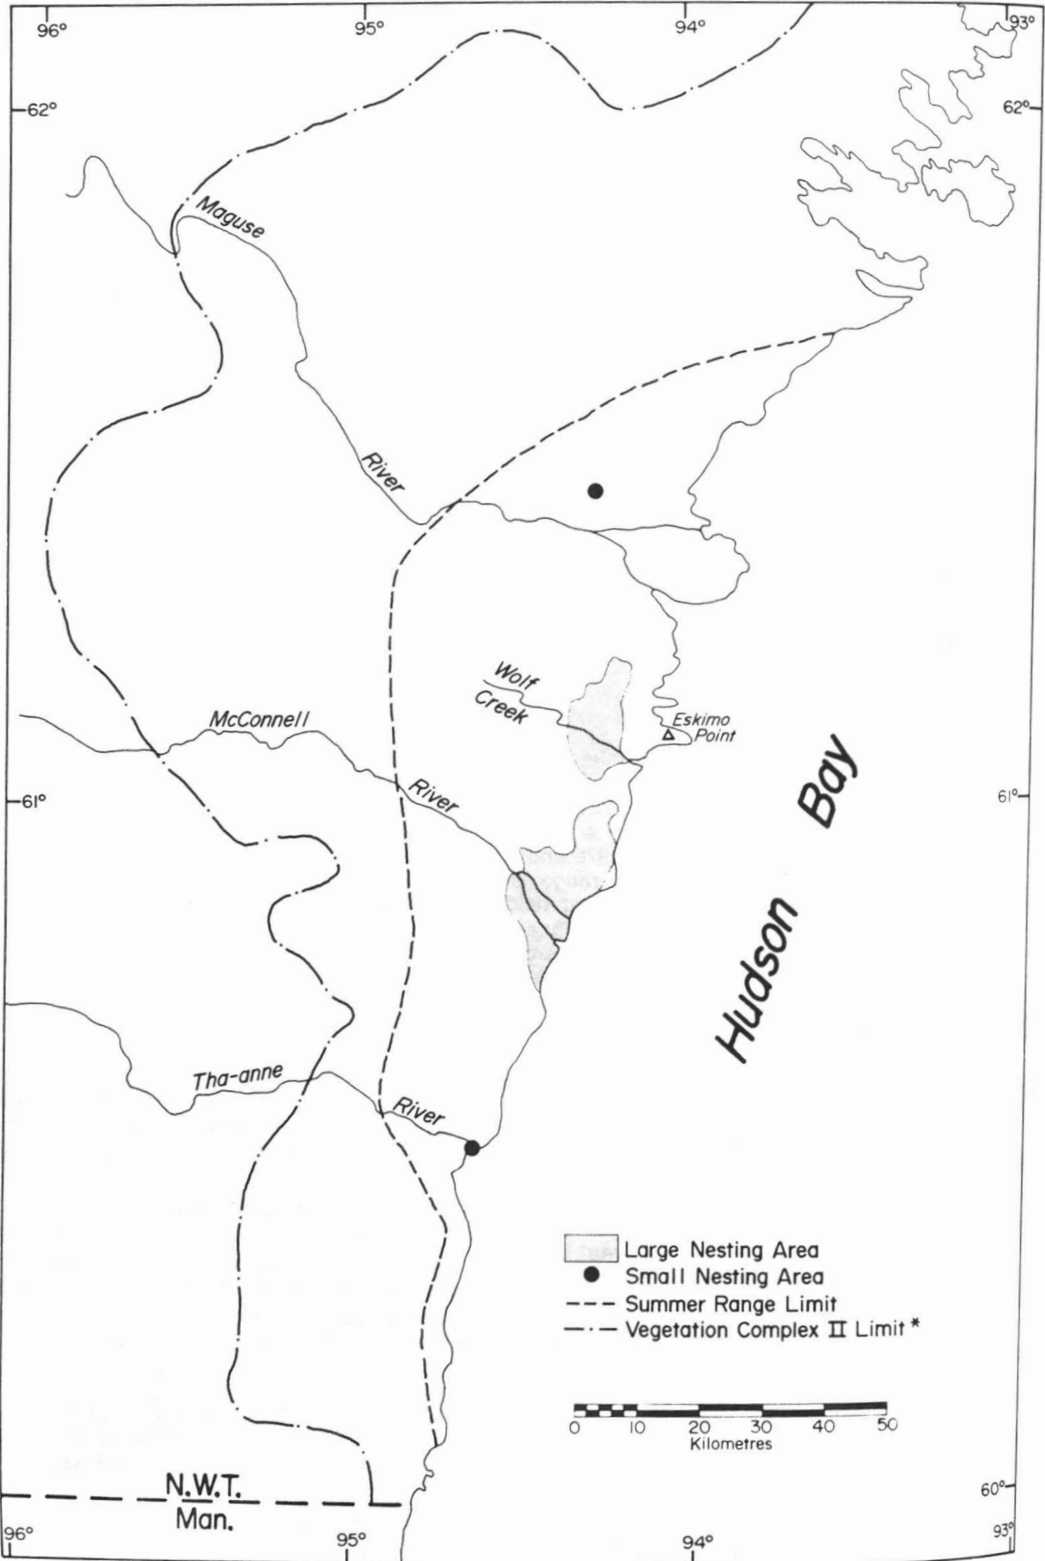 96°
95°
94°
93°
62°
62°
Maguse
River
Wolf
Creek
Eskimo
Point
McConnell
River
61°
61°
Hudson Bay
Tha-anne
River
Large Nesting Area
Small Nesting Area
Summer Range Limit
Vegetation Complex II Limit*
0 10 20 30 40 50
Kilometres
N.W.T.
Man.
60°
96°
95°
94°
93°